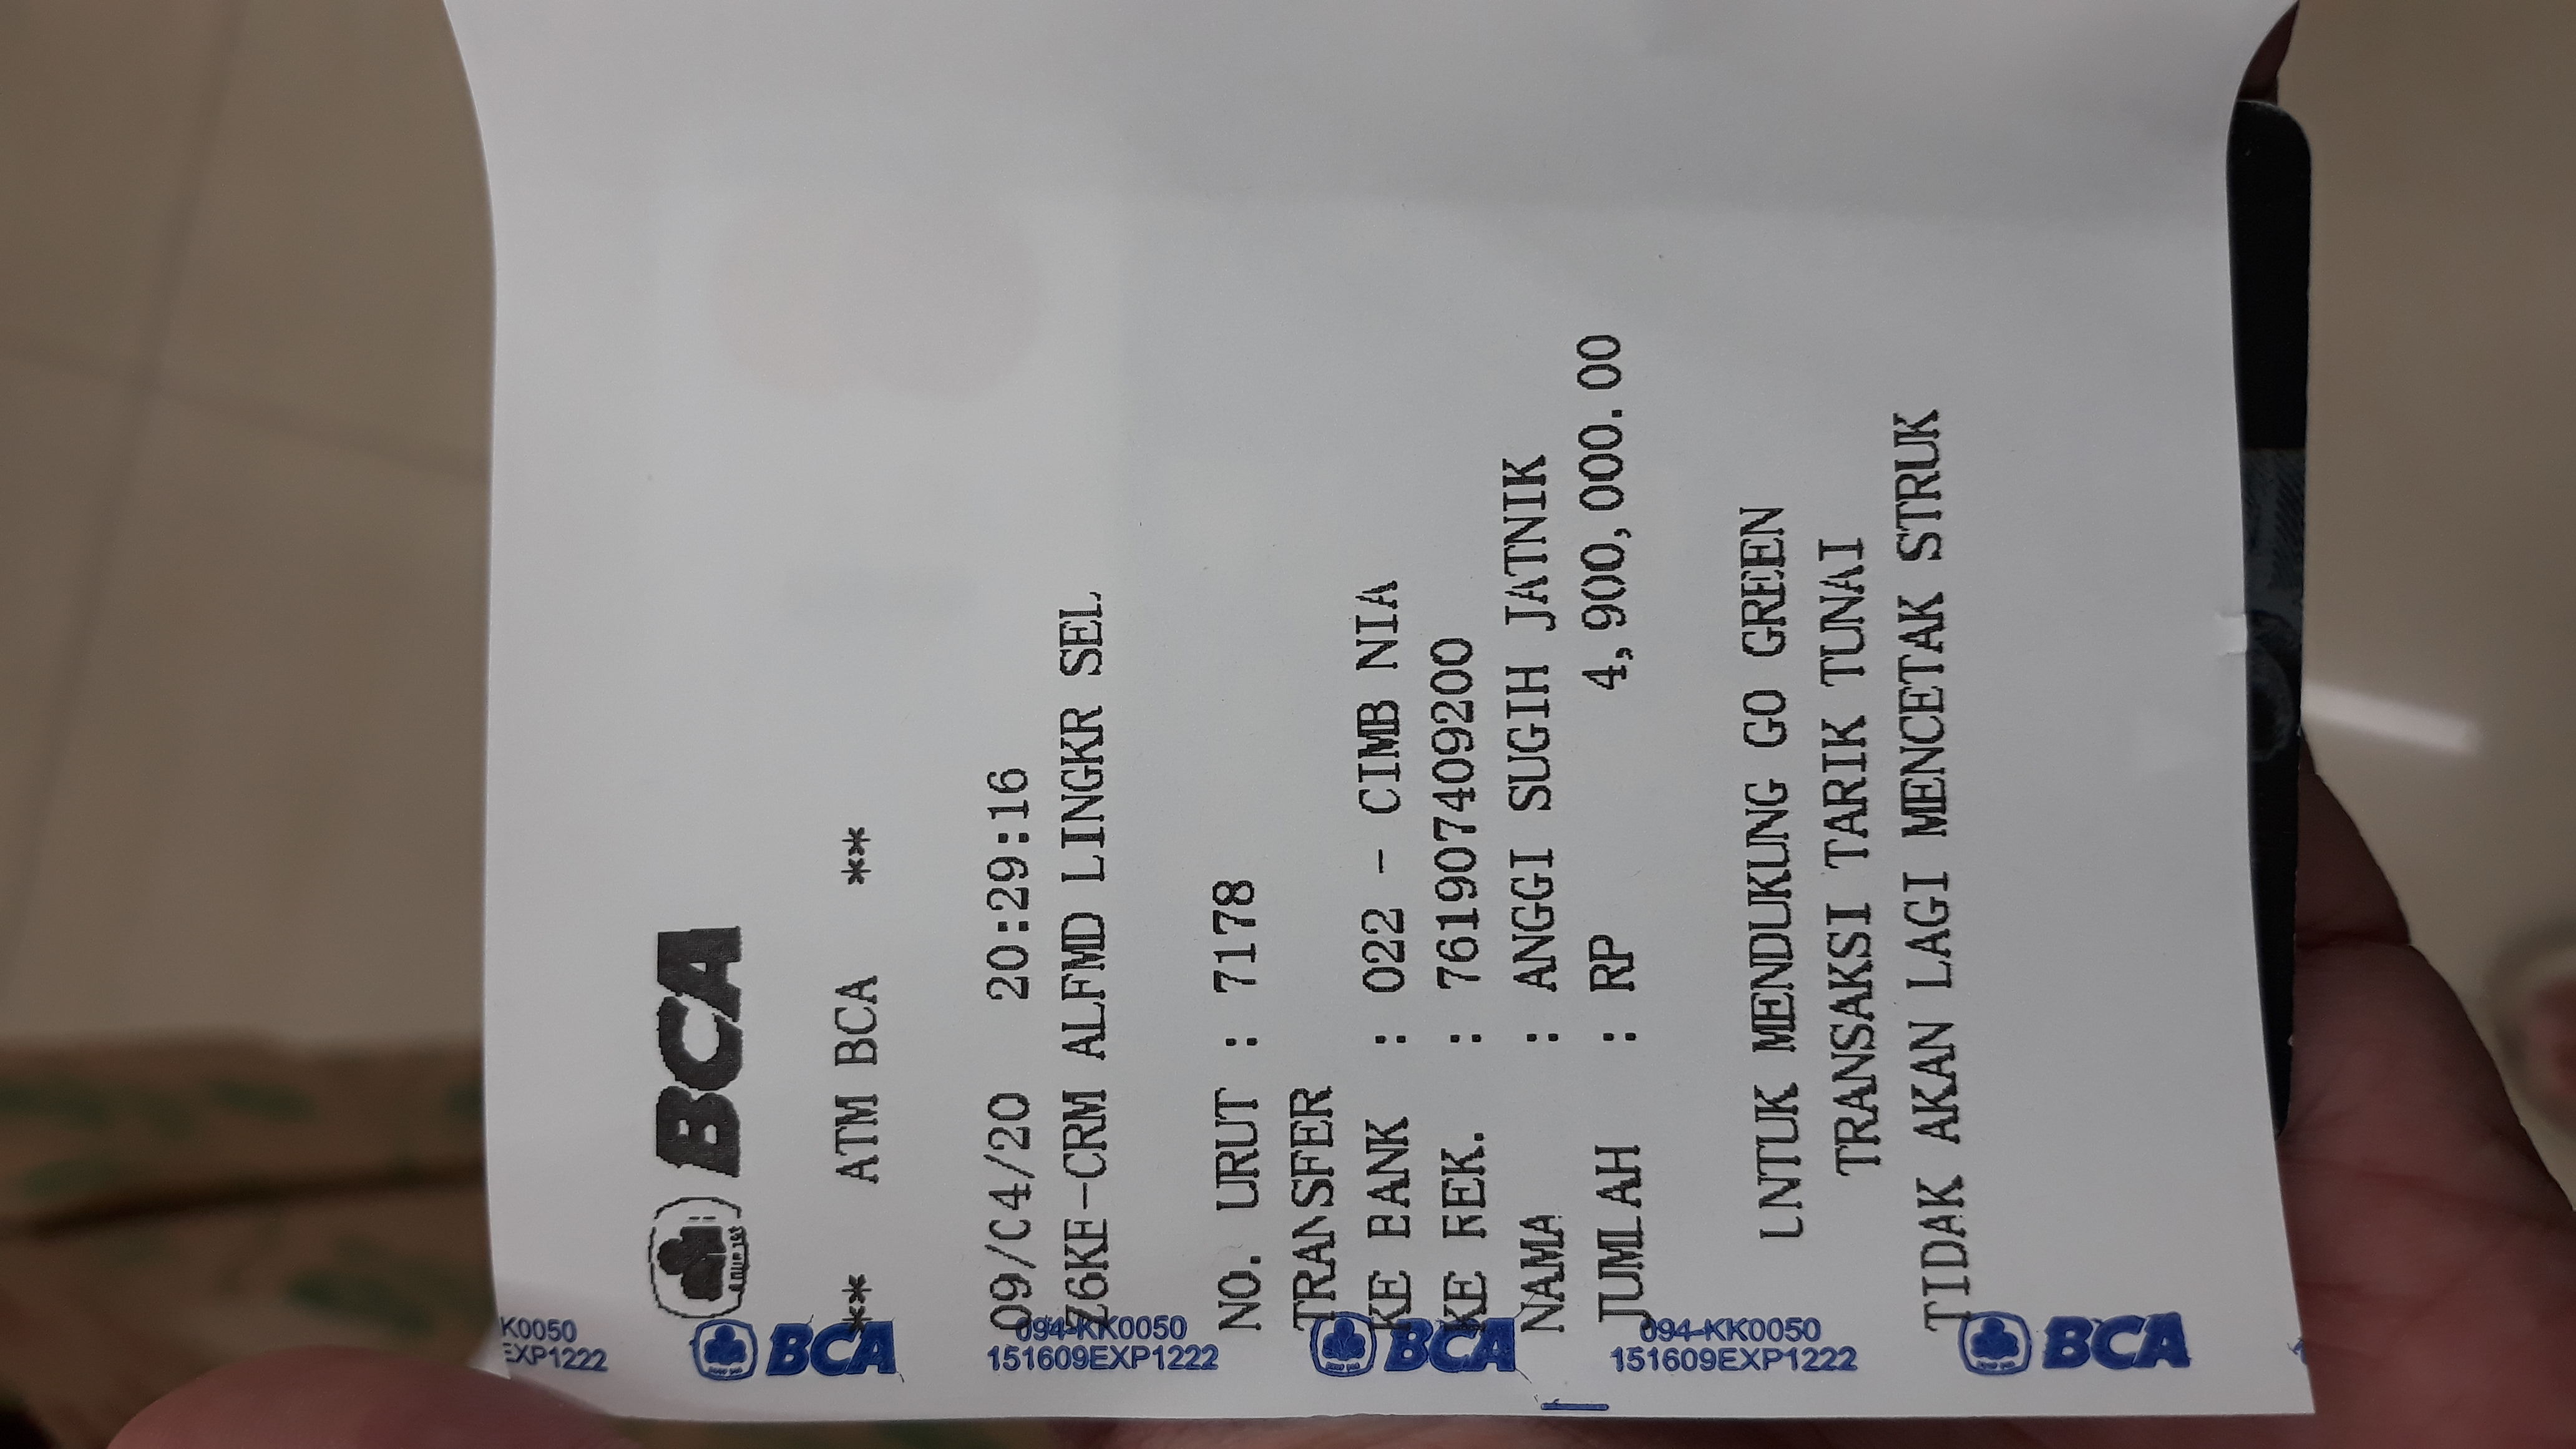 K0050
EXP1222
BCA
BCA
** ATM BCA **
09/04/20 20:29:16
Z6KE-CRM ALFMD LINGKR SEL
094-KK0050
151609EXP1222
NO. URUT : 7178
TRANSFER
KE BANK : 022 - CIMB NIA
KE REK. : 761907409200
NAMA : ANGGI SUGIH JATNIK
JUMLAH : RP 4,900,000.00
BCA
094-KK0050
151609EXP1222
UNTUK MENDUKUNG GO GREEN
TRANSAKSI TARIK TUNAI
TIDAK AKAN LAGI MENCETAK STRUK
BCA